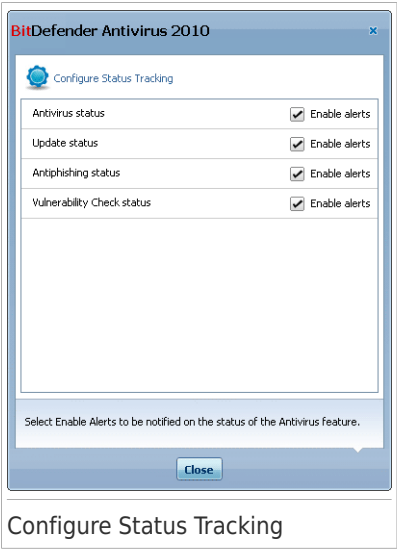 BitDefender Antivirus 2010
Configure Status Tracking
Antivirus status Enable alerts
Update status Enable alerts
Antiphishing status Enable alerts
Vulnerability Check status Enable alerts
Select Enable Alerts to be notified on the status of the Antivirus feature.
Close
Configure Status Tracking